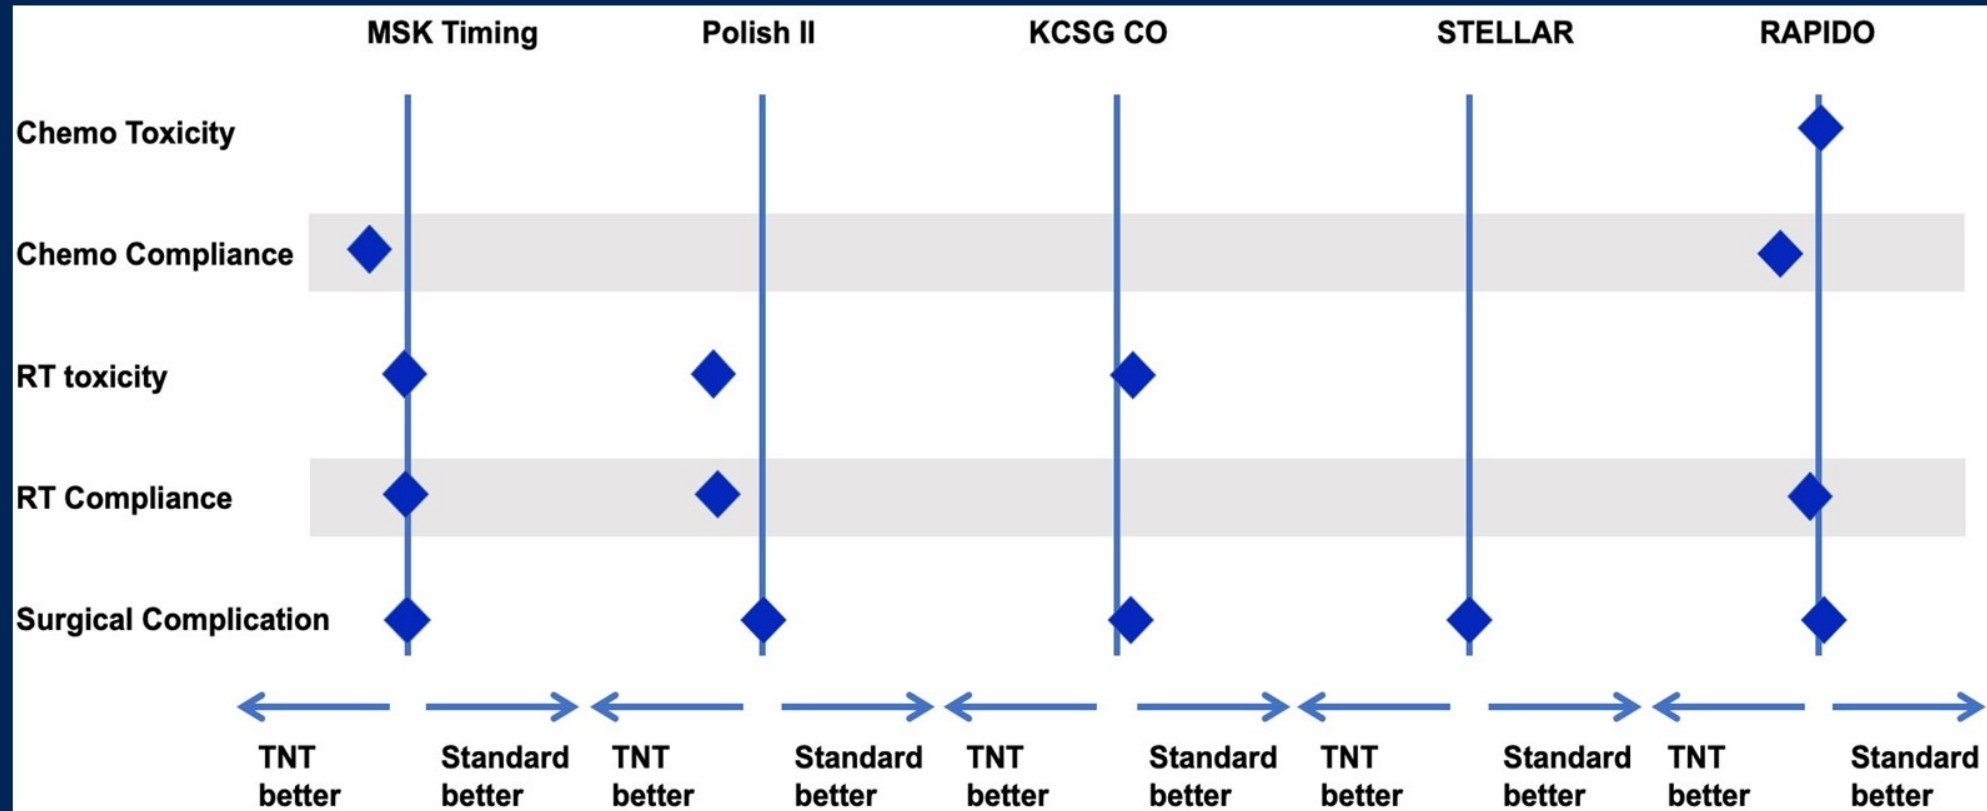 MSK Timing Polish II KCSG CO STELLAR RAPIDO
Chemo Toxicity
Chemo Compliance
RT toxicity
RT Compliance
Surgical Complication
TNT Standard TNT Standard TNT Standard TNT Standard TNT Standard
better better better better better better better better better better